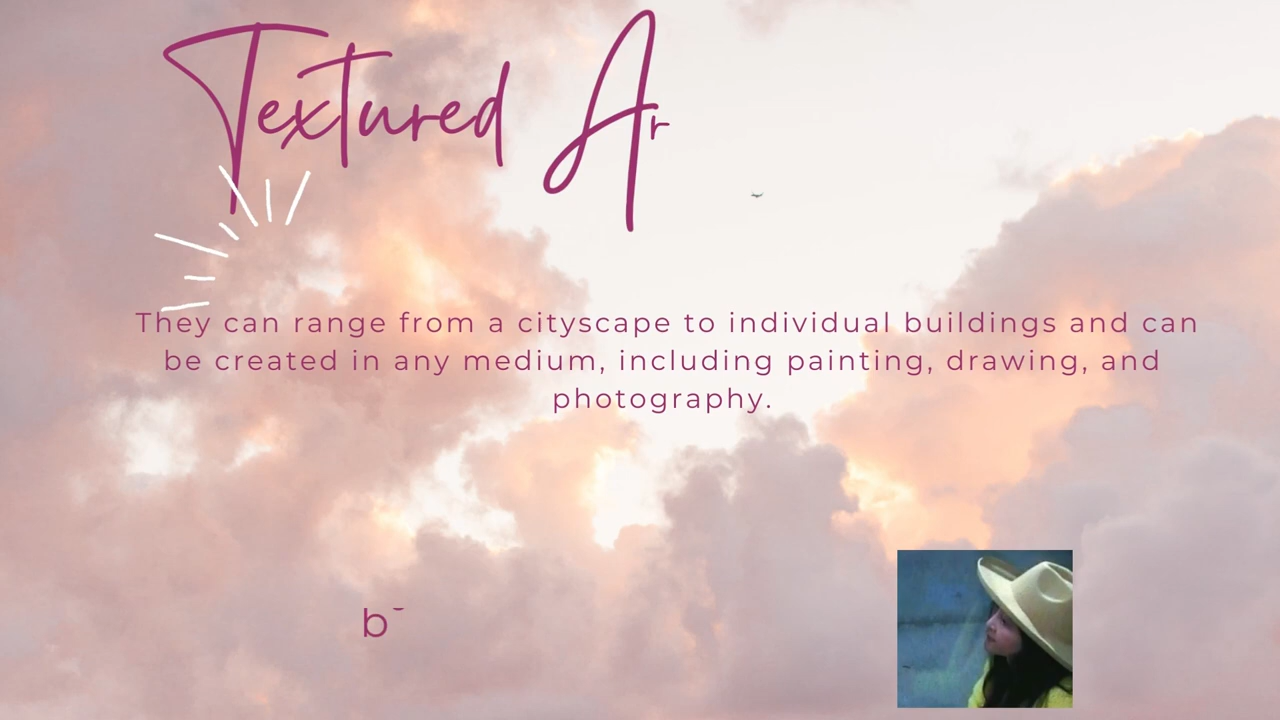 Textured Ar
They can range from a cityscape to individual buildings and can
be created in any medium, including painting, drawing, and
photography.
b